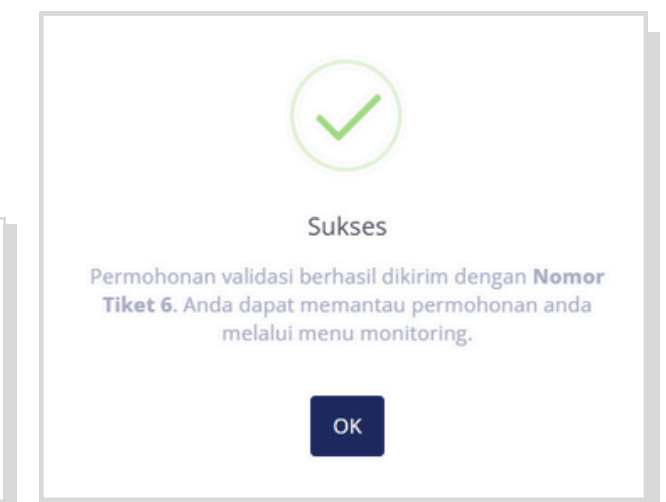 Sukses
Permohonan validasi berhasil dikirim dengan Nomor
Tiket 6. Anda dapat memantau permohonan anda
melalui menu monitoring.
OK